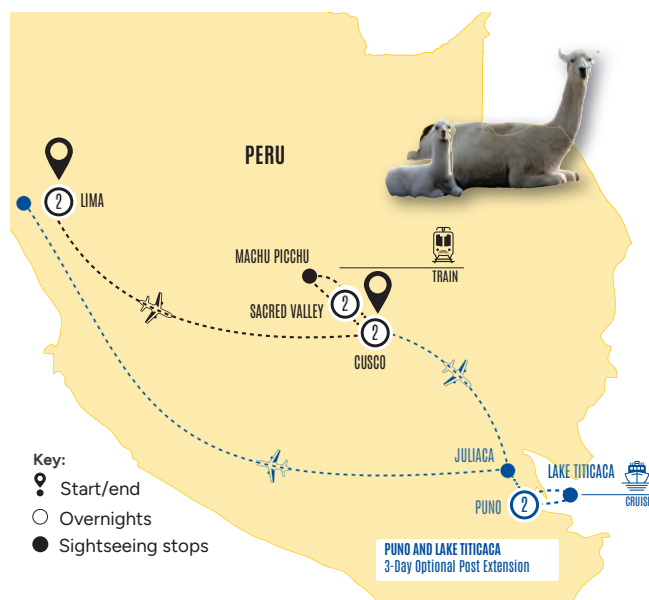 PERU
2
LIMA
MACHU PICCHU
TRAIN
SACRED VALLEY
2
2
CUSCO
JULIACA
LAKE TITICACA
CRUISE
PUNO
2
Key:
Start/end
Overnights
Sightseeing stops
PUNO AND LAKE TITICACA
3-Day Optional Post Extension